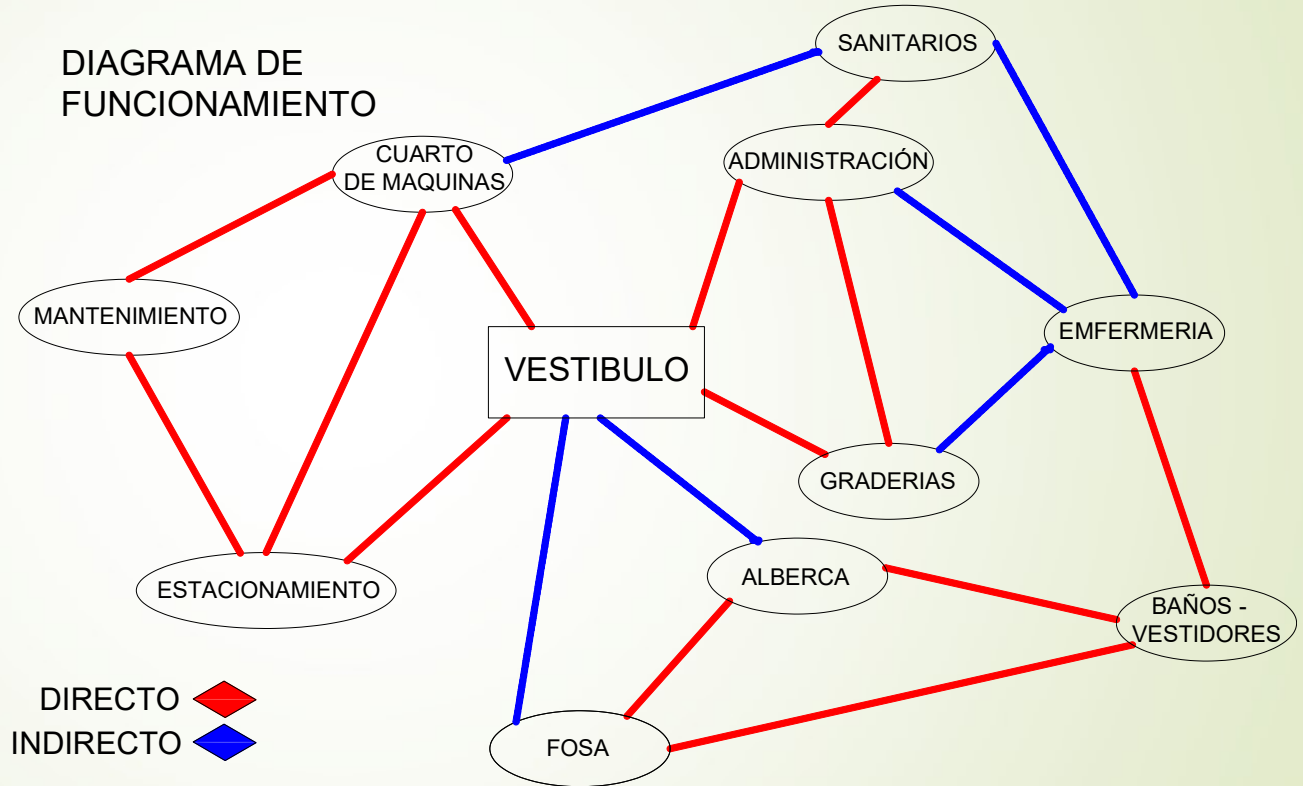 DIAGRAMA DE
FUNCIONAMIENTO
SANITARIOS
CUARTO
DE MAQUINAS
ADMINISTRACIÓN
MANTENIMIENTO
EMFERMERIA
VESTIBULO
GRADERIAS
ESTACIONAMIENTO
ALBERCA
BAÑOS -
VESTIDORES
DIRECTO
INDIRECTO
FOSA